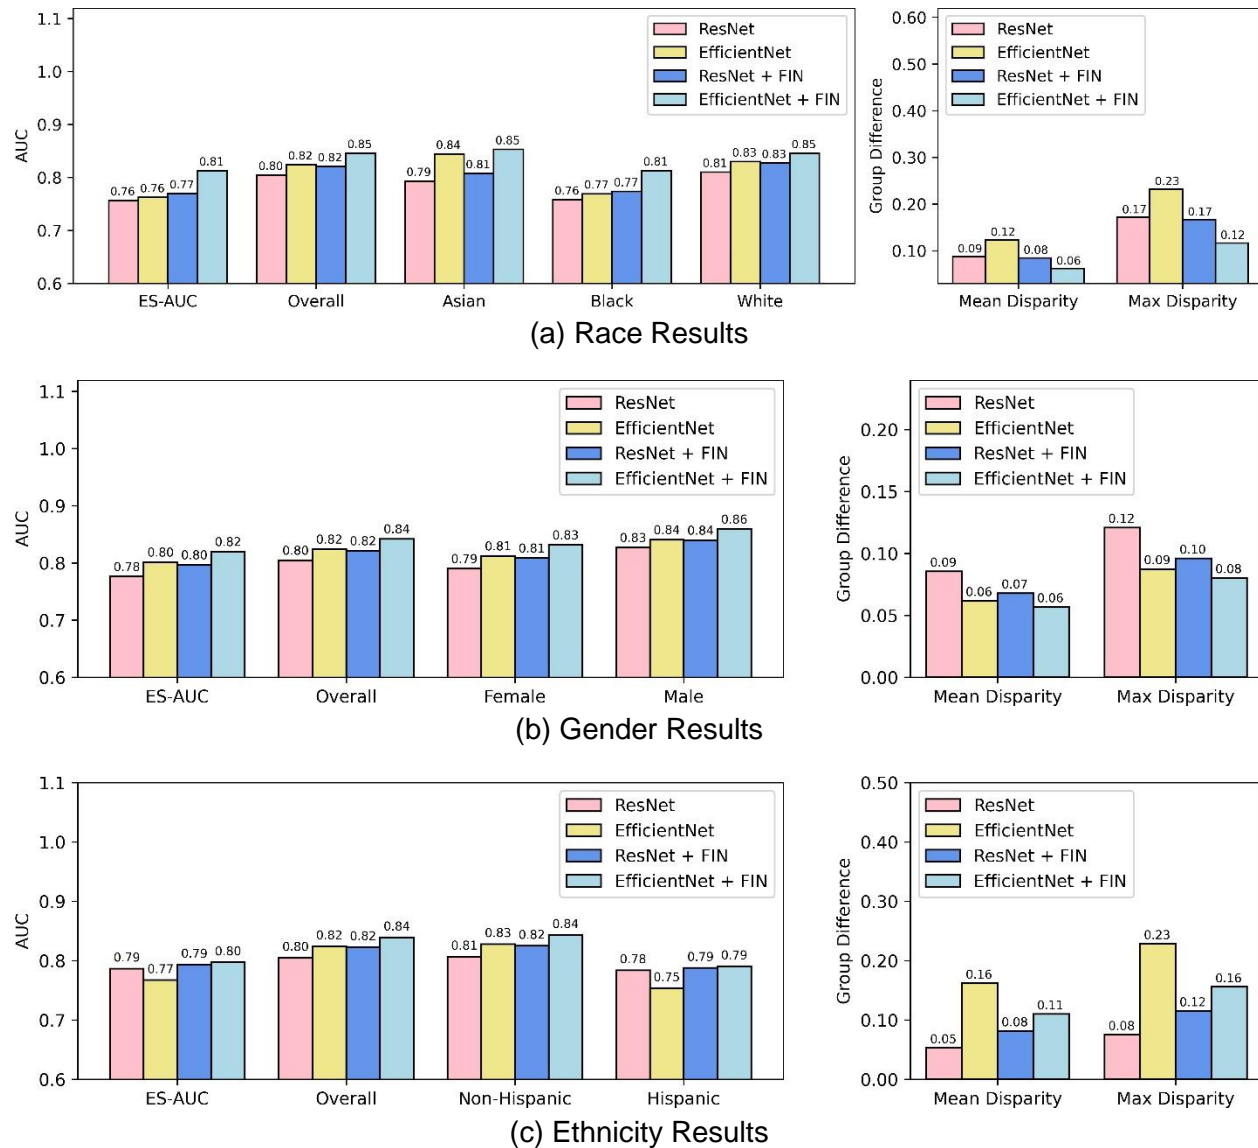 1.1
1.0
0.9
0.8
0.7
0.6
AUC
ResNet
EfficientNet
ResNet + FIN
EfficientNet + FIN
0.76 0.76 0.77 0.81
0.80 0.82 0.82 0.85
0.79 0.84 0.81 0.85
0.76 0.77 0.77 0.81
0.81 0.83 0.83 0.85
ES-AUC Overall Asian Black White
0.60
0.50
0.40
0.30
0.20
0.10
Group Difference
ResNet
EfficientNet
ResNet + FIN
EfficientNet + FIN
0.09 0.12 0.08 0.06
0.17 0.23 0.17 0.12
Mean Disparity Max Disparity
(a) Race Results
1.1
1.0
0.9
0.8
0.7
0.6
AUC
ResNet
EfficientNet
ResNet + FIN
EfficientNet + FIN
0.78 0.80 0.80 0.82
0.80 0.82 0.82 0.84
0.79 0.81 0.81 0.83
0.83 0.84 0.84 0.86
ES-AUC Overall Female Male
0.20
0.15
0.10
0.05
0.00
Group Difference
ResNet
EfficientNet
ResNet + FIN
EfficientNet + FIN
0.09 0.06 0.07 0.06
0.12 0.09 0.10 0.08
Mean Disparity Max Disparity
(b) Gender Results
1.1
1.0
0.9
0.8
0.7
0.6
AUC
ResNet
EfficientNet
ResNet + FIN
EfficientNet + FIN
0.79 0.77 0.79 0.80
0.80 0.82 0.82 0.84
0.81 0.83 0.82 0.84
0.78 0.75 0.79 0.79
ES-AUC Overall Non-Hispanic Hispanic
0.50
0.40
0.30
0.20
0.10
0.00
Group Difference
ResNet
EfficientNet
ResNet + FIN
EfficientNet + FIN
0.05 0.16 0.08 0.11
0.08 0.23 0.12 0.16
Mean Disparity Max Disparity
(c) Ethnicity Results